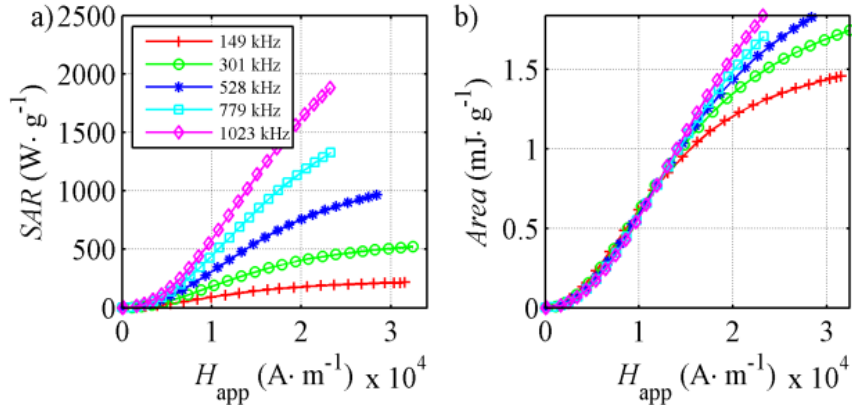 a)
SAR (W· g⁻¹)
2500
2000
1500
1000
500
0
149 kHz
301 kHz
528 kHz
779 kHz
1023 kHz
0 1 2 3
H_app (A· m⁻¹) x 10⁴
b)
Area (mJ· g⁻¹)
1.5
1
0.5
0
0 1 2 3
H_app (A· m⁻¹) x 10⁴